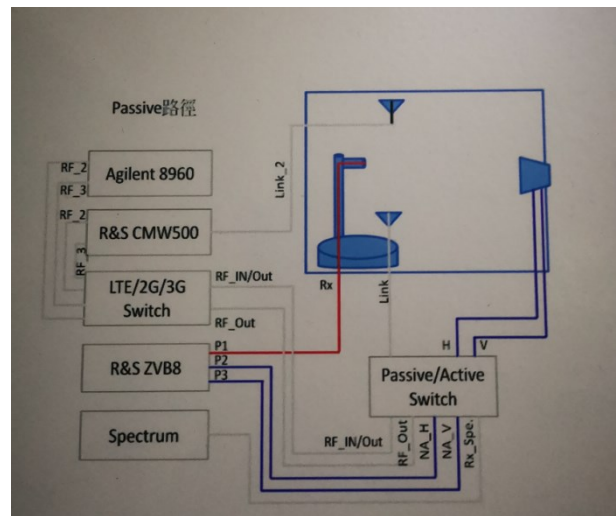 Passive路徑
RF_2
RF_3
Agilent 8960
RF_2
RF_3
R&S CMW500
Link_2
LTE/2G/3G
Switch
RF_IN/Out
RF_Out
Rx
Link
R&S ZVB8
P1
P2
P3
H
V
Passive/Active
Switch
Spectrum
RF_IN/Out
RF_Out
NA_H
NA_V
Rx_Spe.